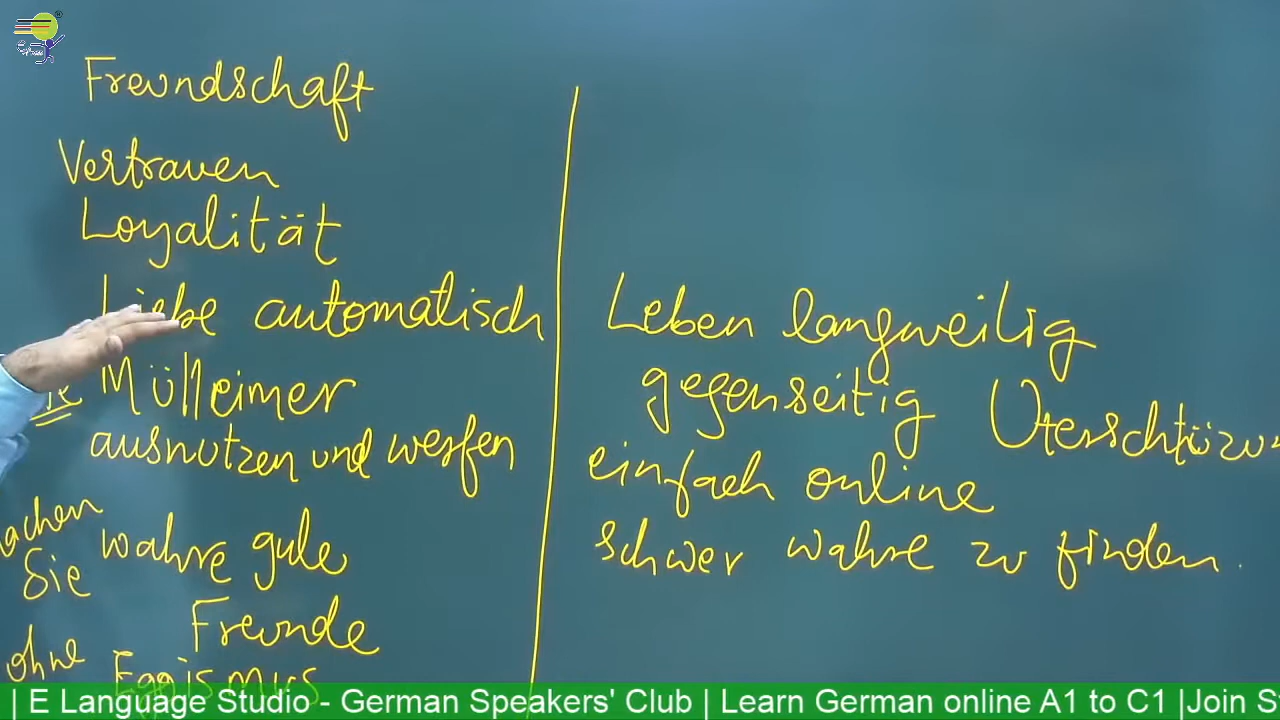 Freundschaft
Vertrauen
Loyalität
Liebe automatisch
Mülleimer
ausnutzen und werfen
wahre gute
Sie
Freunde
ohne
Leben langweilig
gegenseitig
einfach online
schwer wahre zu finden.
| E Language Studio - German Speakers' Club | Learn German online A1 to C1 |Join